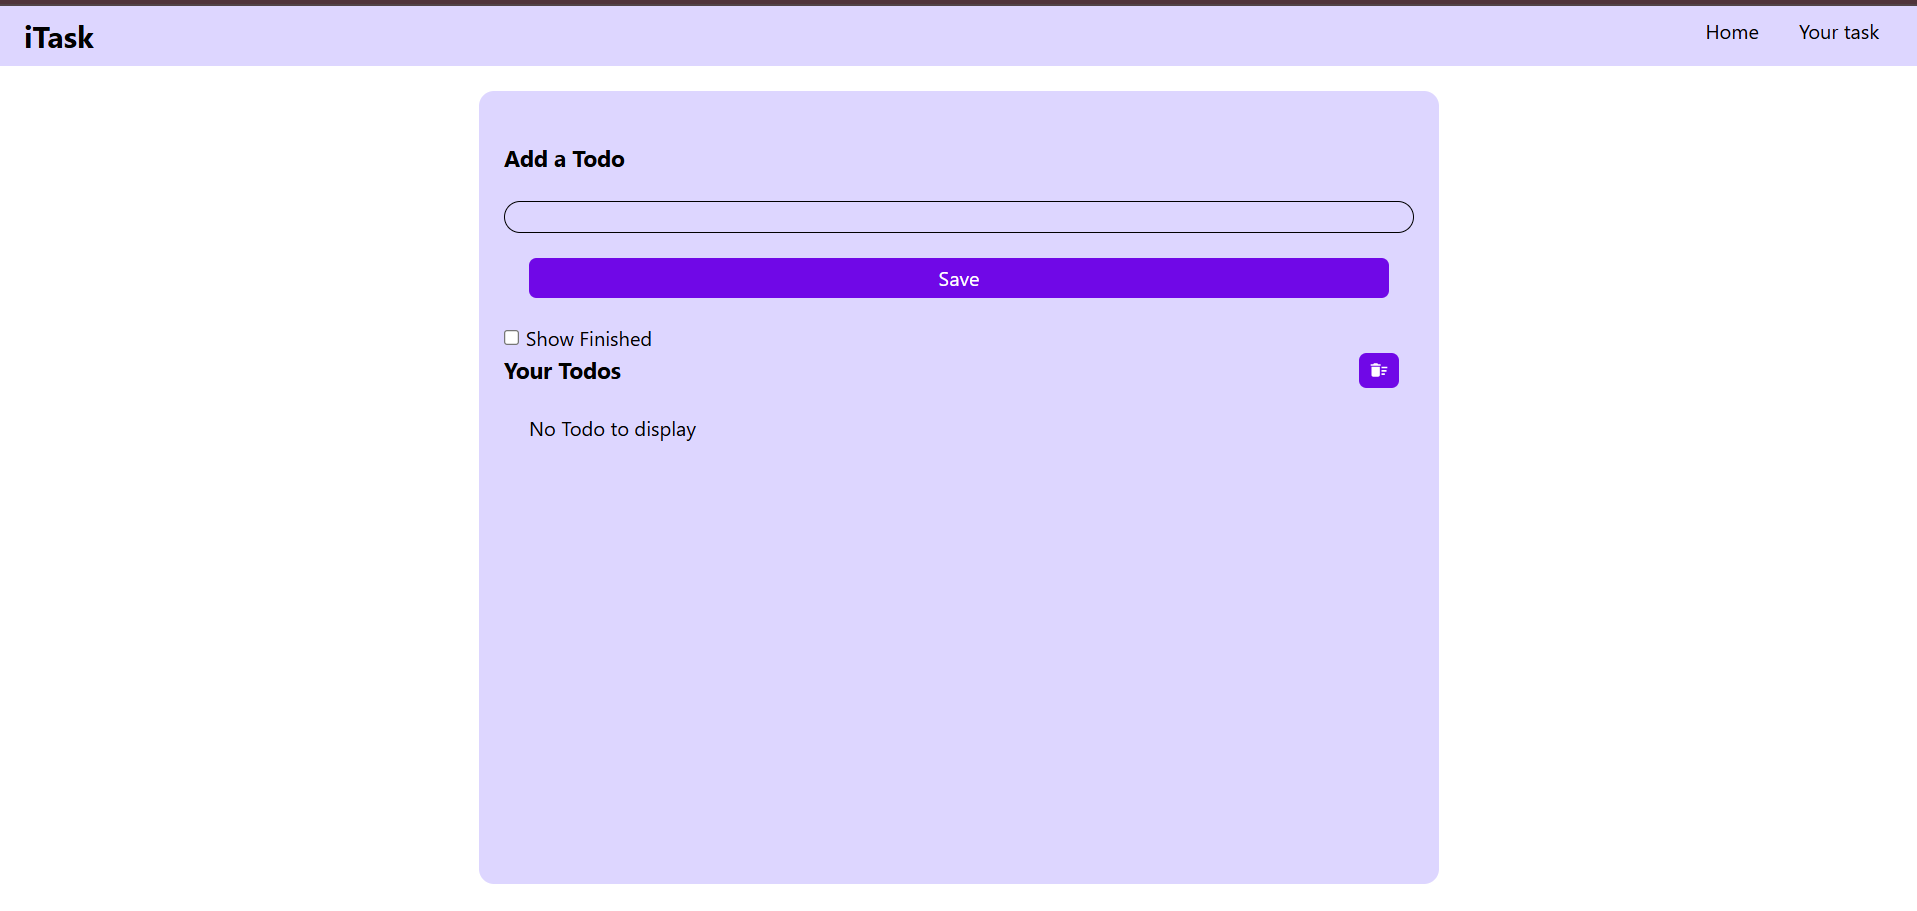 iTask
Home
Your task
Add a Todo
Save
Show Finished
Your Todos
No Todo to display